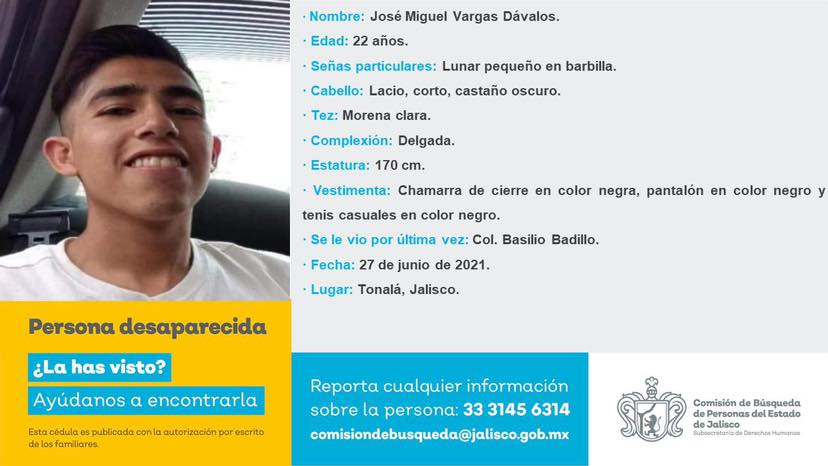 · Nombre: José Miguel Vargas Dávalos.
· Edad: 22 años.
· Señas particulares: Lunar pequeño en barbilla.
· Cabello: Lacio, corto, castaño oscuro.
· Tez: Morena clara.
· Complexión: Delgada.
· Estatura: 170 cm.
· Vestimenta: Chamarra de cierre en color negra, pantalón en color negro y
tenis casuales en color negro.
· Se le vio por última vez: Col. Basilio Badillo.
· Fecha: 27 de junio de 2021.
· Lugar: Tonalá, Jalisco.
Persona desaparecida
¿La has visto?
Ayúdanos a encontrarla
Esta cédula es publicada con la autorización por escrito
de los familiares.
Reporta cualquier información
sobre la persona: 33 3145 6314
comisiondebusqueda@jalisco.gob.mx
Comisión de Búsqueda
de Personas del Estado
de Jalisco
Subsecretaría de Derechos Humanos